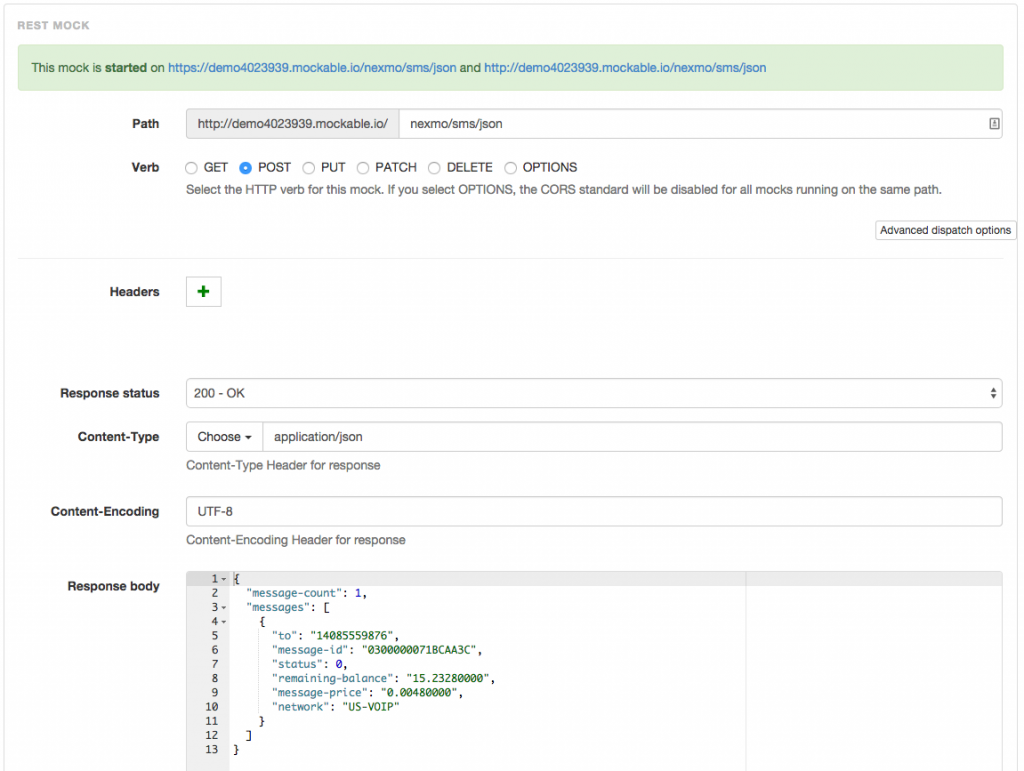 REST MOCK
This mock is started on https://demo4023939.mockable.io/nexmo/sms/json and http://demo4023939.mockable.io/nexmo/sms/json
Path http://demo4023939.mockable.io/ nexmo/sms/json
Verb GET POST PUT PATCH DELETE OPTIONS
Select the HTTP verb for this mock. If you select OPTIONS, the CORS standard will be disabled for all mocks running on the same path.
Advanced dispatch options
Headers +
Response status 200 - OK
Content-Type Choose application/json
Content-Type Header for response
Content-Encoding UTF-8
Content-Encoding Header for response
Response body
1 {
2 "message-count": 1,
3 "messages": [
4 {
5 "to": "14085559876",
6 "message-id": "0300000071BCAA3C",
7 "status": 0,
8 "remaining-balance": "15.23280000",
9 "message-price": "0.00480000",
10 "network": "US-VOIP"
11 }
12 ]
13 }